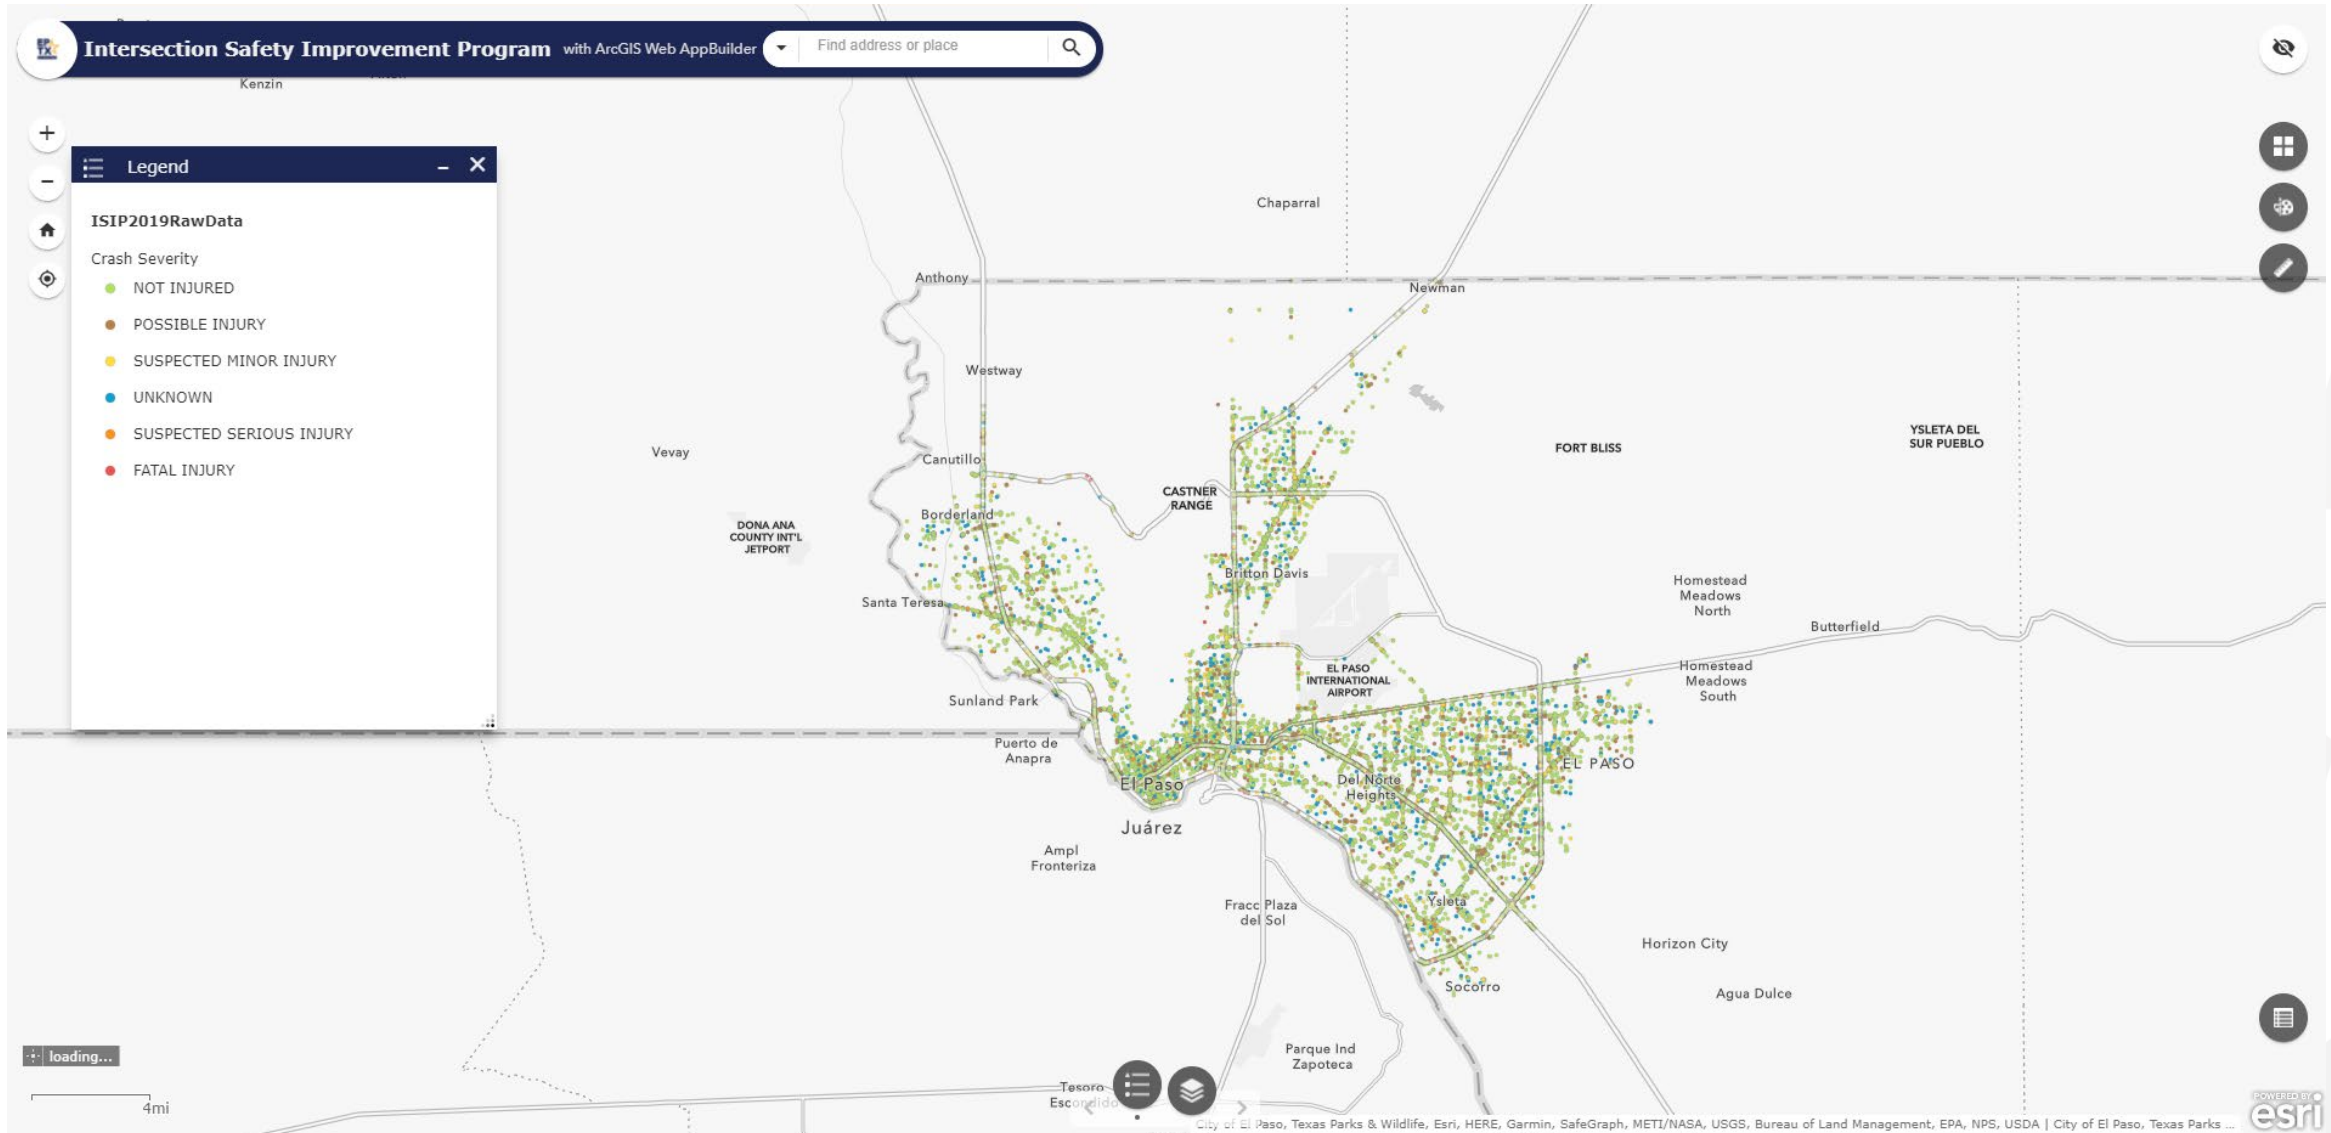 Intersection Safety Improvement Program with ArcGIS Web AppBuilder
Find address or place
Kenzin
Legend
ISIP2019RawData
Crash Severity
NOT INJURED
POSSIBLE INJURY
SUSPECTED MINOR INJURY
UNKNOWN
SUSPECTED SERIOUS INJURY
FATAL INJURY
Chaparral
Anthony
Newman
Westway
Vevay
Canutillo
CASTNER
RANGE
FORT BLISS
YSLETA DEL
SUR PUEBLO
Borderland
DONA ANA
COUNTY INT'L
JETPORT
Britton Davis
Santa Teresa
Homestead
Meadows
North
Butterfield
EL PASO
INTERNATIONAL
AIRPORT
Homestead
Meadows
South
Sunland Park
Puerto de
Anapra
El Paso
Del Norte
Heights
EL PASO
Juárez
Ampl
Fronteriza
Ysleta
Fracc Plaza
del Sol
Horizon City
Socorro
Agua Dulce
Parque Ind
Zapoteca
Tesoro
Escondido
loading...
4mi
City of El Paso, Texas Parks & Wildlife, Esri, HERE, Garmin, SafeGraph, METI/NASA, USGS, Bureau of Land Management, EPA, NPS, USDA | City of El Paso, Texas Parks ...
POWERED BY
esri